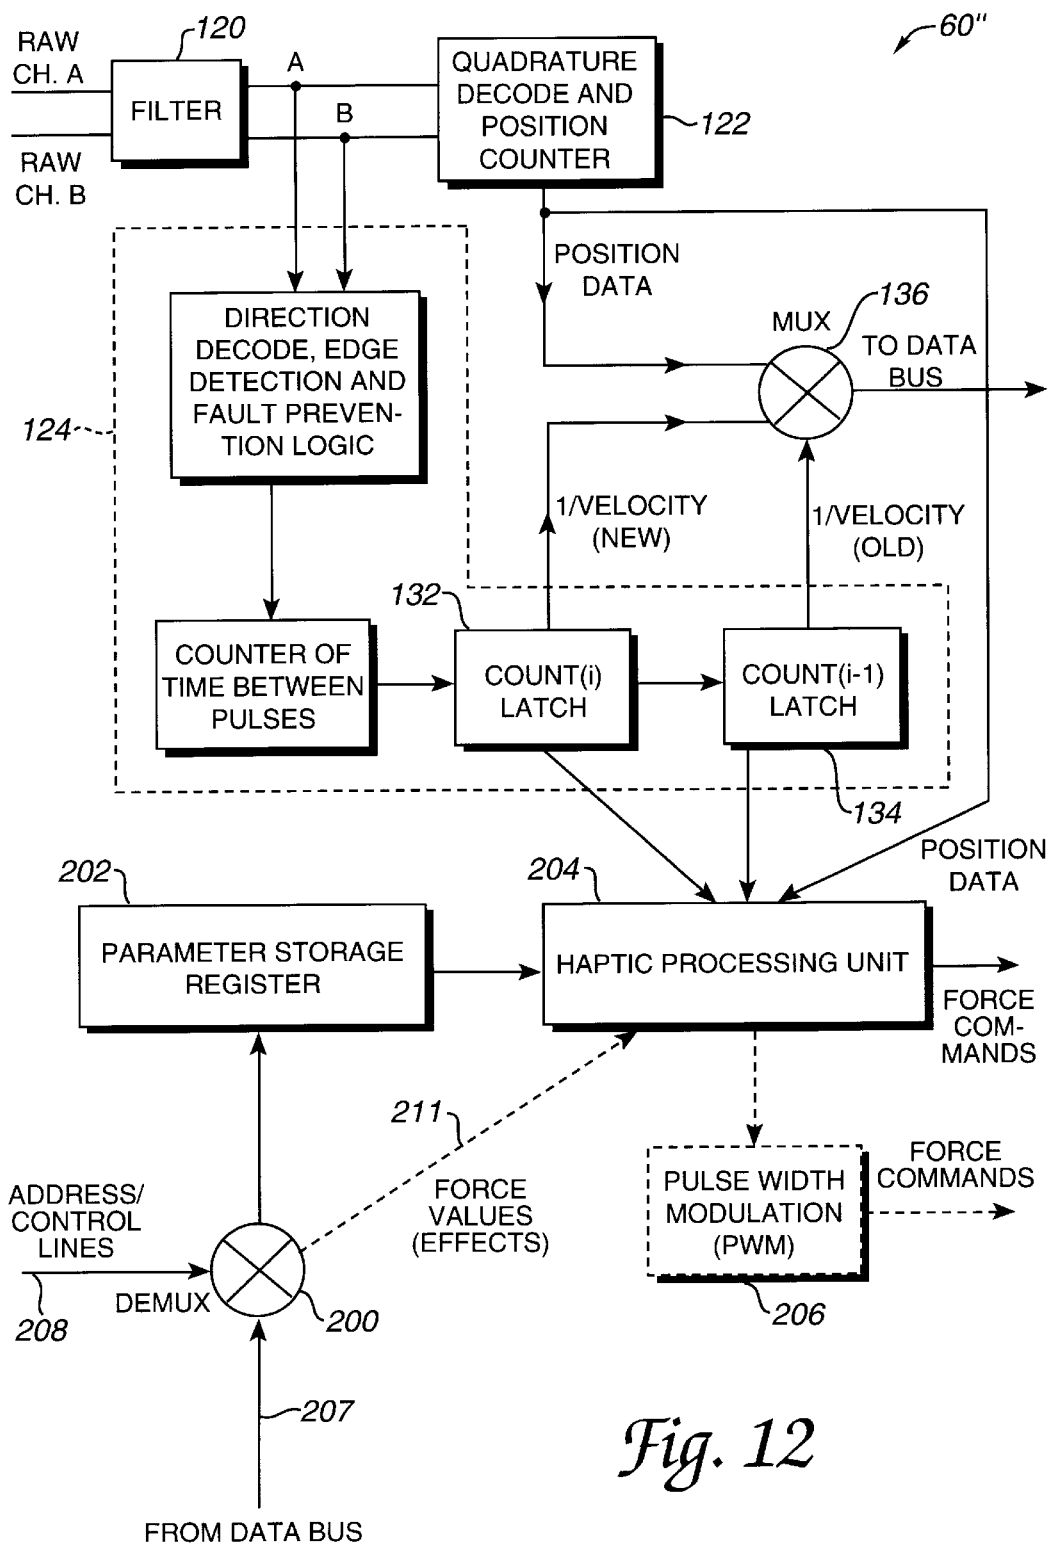 RAW
CH. A
120
FILTER
RAW
CH. B
A
B
QUADRATURE
DECODE AND
POSITION
COUNTER
122
60"
POSITION
DATA
124
DIRECTION
DECODE, EDGE
DETECTION AND
FAULT PREVEN-
TION LOGIC
MUX
136
TO DATA
BUS
1/VELOCITY
(NEW)
1/VELOCITY
(OLD)
COUNTER OF
TIME BETWEEN
PULSES
132
COUNT(i)
LATCH
COUNT(i-1)
LATCH
134
POSITION
DATA
202
PARAMETER STORAGE
REGISTER
204
HAPTIC PROCESSING UNIT
FORCE
COM-
MANDS
211
FORCE
VALUES
(EFFECTS)
PULSE WIDTH
MODULATION
(PWM)
206
FORCE
COMMANDS
ADDRESS/
CONTROL
LINES
208
DEMUX
200
207
FROM DATA BUS
Fig. 12